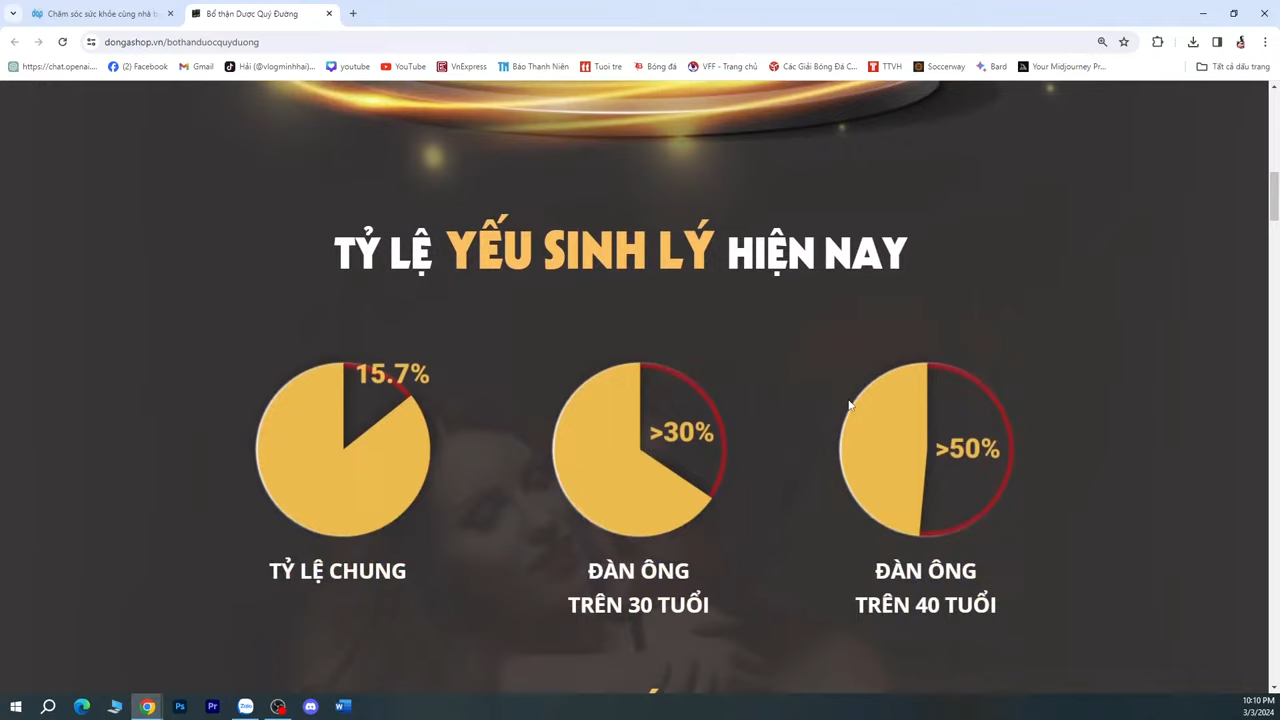 Chăm sóc sức khỏe cùng nhà b
Bổ thận Dược Quý Đường
dongashop.vn/bothanduocquyduong
https://chat.openai....
(2) Facebook
Gmail
Hải (@vlogminhhai)...
youtube
YouTube
VnExpress
Báo Thanh Niên
Tuoi tre
Bóng đá
VFF - Trang chủ
Các Giải Bóng Đá C...
TTVH
Soccerway
Bard
Your Midjourney Pr...
Tất cả dấu trang
TỶ LỆ YẾU SINH LÝ HIỆN NAY
15.7%
>30%
>50%
TỶ LỆ CHUNG
ĐÀN ÔNG
TRÊN 30 TUỔI
ĐÀN ÔNG
TRÊN 40 TUỔI
10:10 PM
3/3/2024